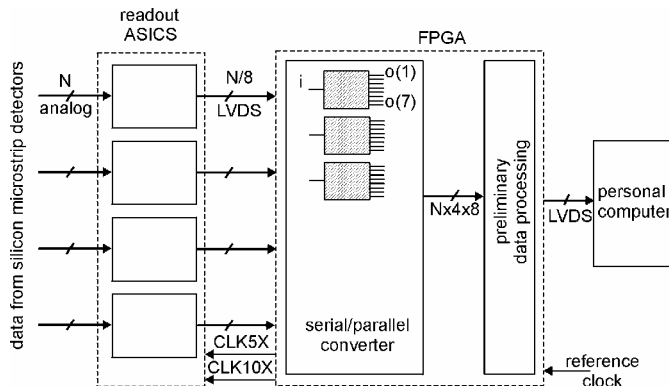 readout
ASICS
FPGA
data from silicon microstrip detectors
N
analog
N/8
LVDS
i
o(1)
o(7)
Nx4x8
serial/parallel
converter
preliminary
data processing
LVDS
personal
computer
CLK5X
CLK10X
reference
clock